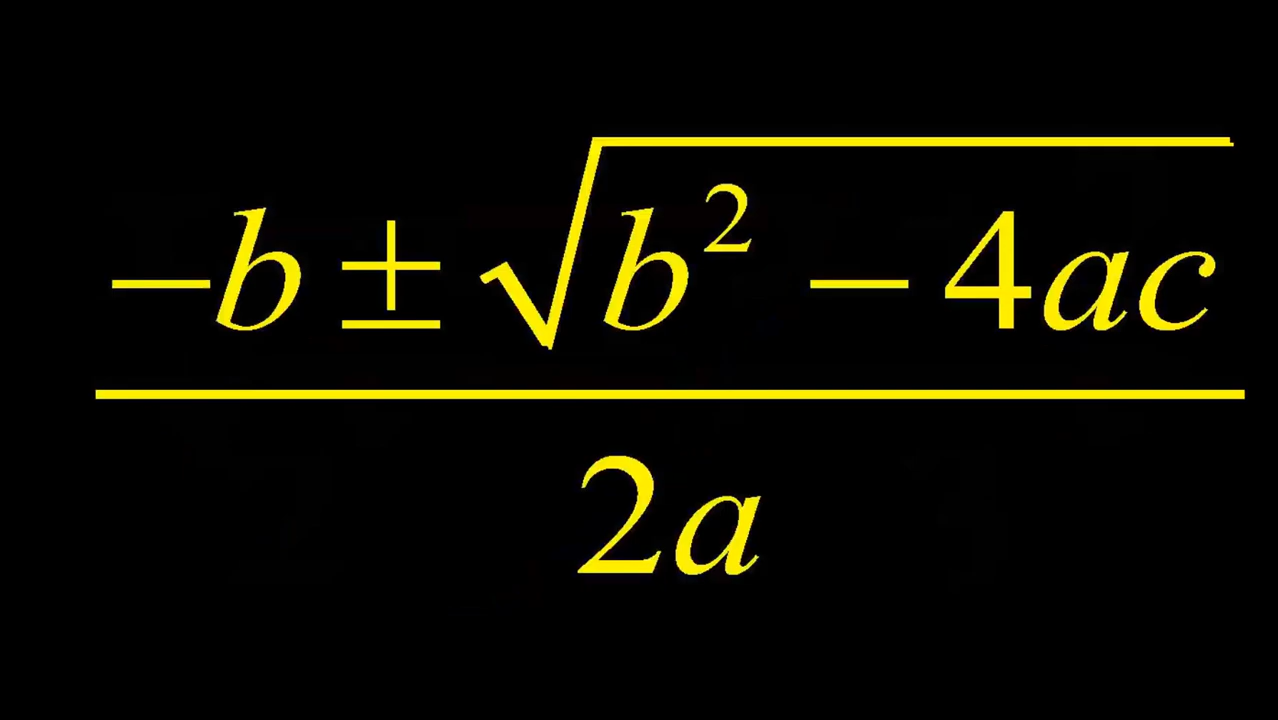 −b ± √b² − 4ac
2a